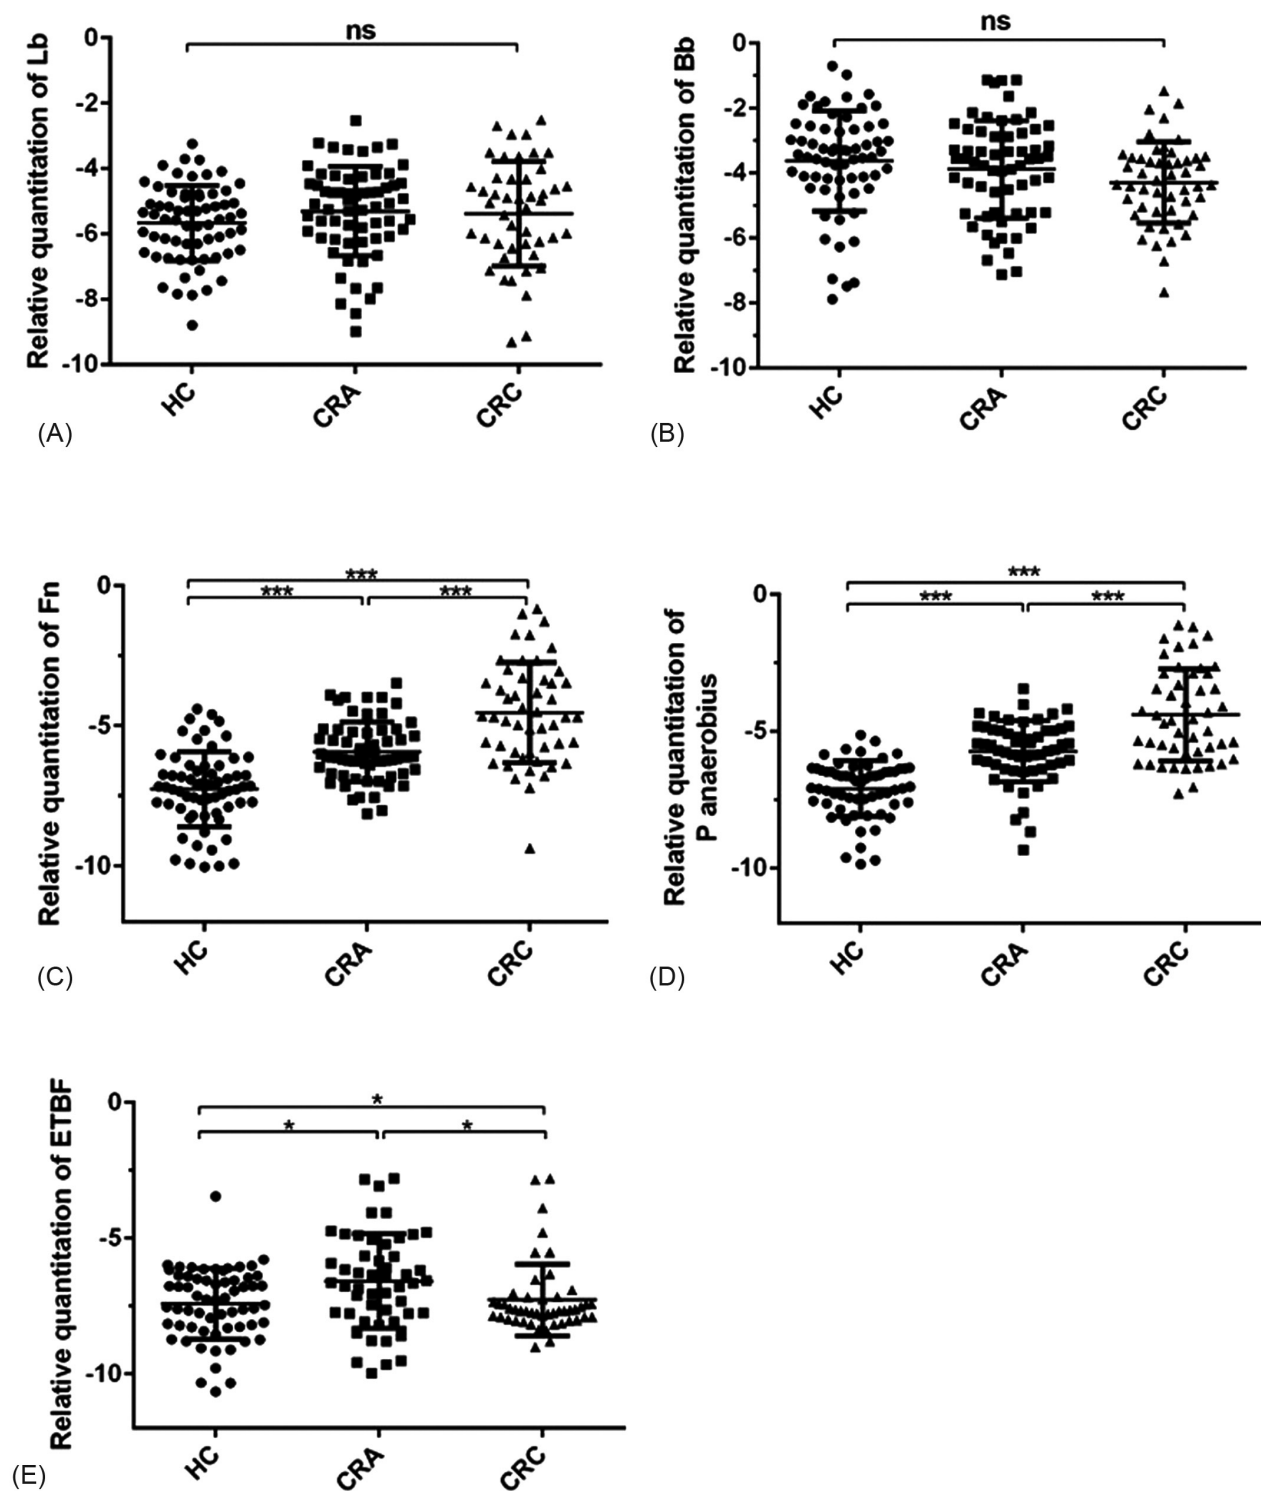 ns
0
-2
-4
-6
-8
-10
Relative quantitation of Lb
HC
CRA
CRC
(A)
ns
0
-2
-4
-6
-8
-10
Relative quantitation of Bb
HC
CRA
CRC
(B)
***
***
***
0
-5
-10
Relative quantitation of Fn
HC
CRA
CRC
(C)
***
***
***
0
-5
-10
Relative quantitation of
P anaerobius
HC
CRA
CRC
(D)
*
*
*
0
-5
-10
Relative quantitation of ETBF
HC
CRA
CRC
(E)